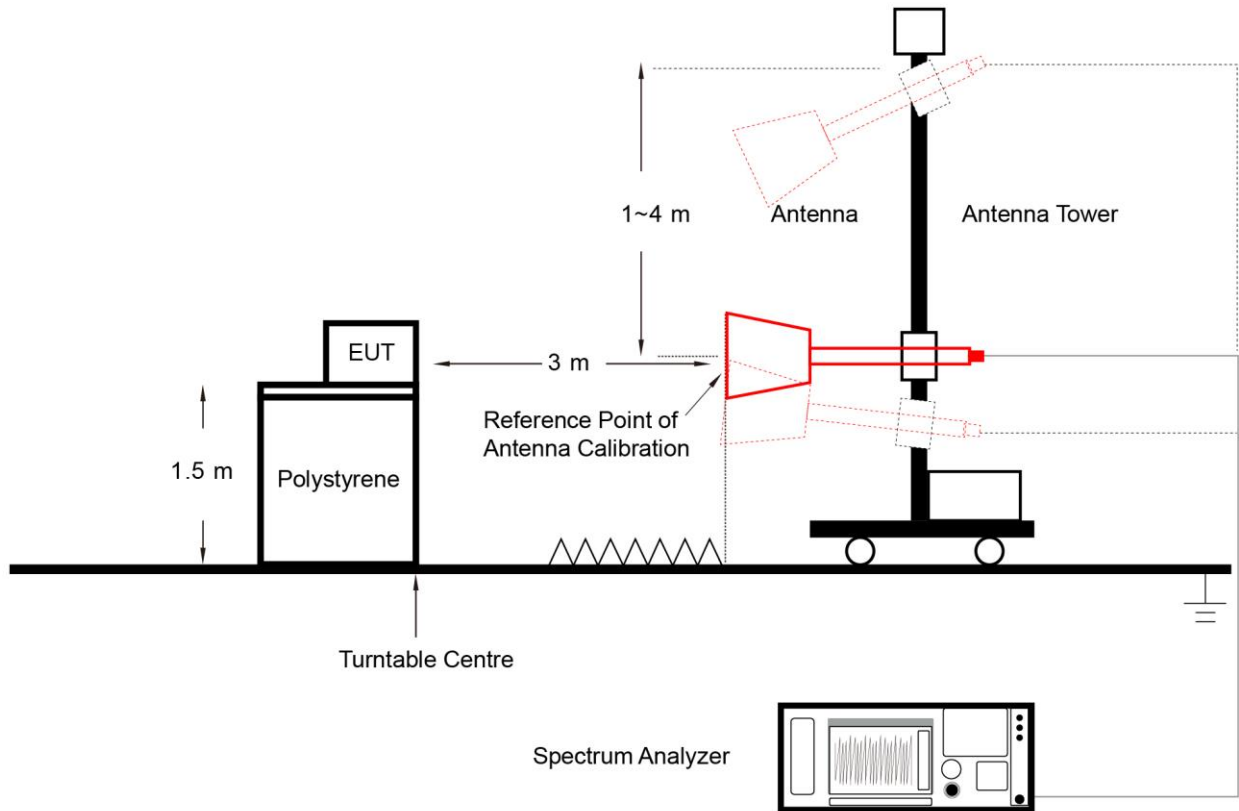 1~4 m
Antenna
Antenna Tower
EUT
3 m
Reference Point of
Antenna Calibration
1.5 m
Polystyrene
Turntable Centre
Spectrum Analyzer